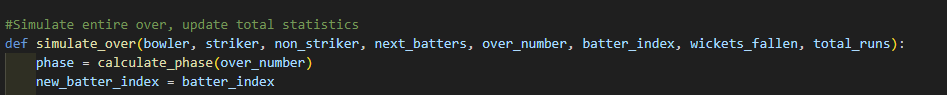 #Simulate entire over, update total statistics
def simulate_over(bowler, striker, non_striker, next_batters, over_number, batter_index, wickets_fallen, total_runs):
    phase = calculate_phase(over_number)
    new_batter_index = batter_index